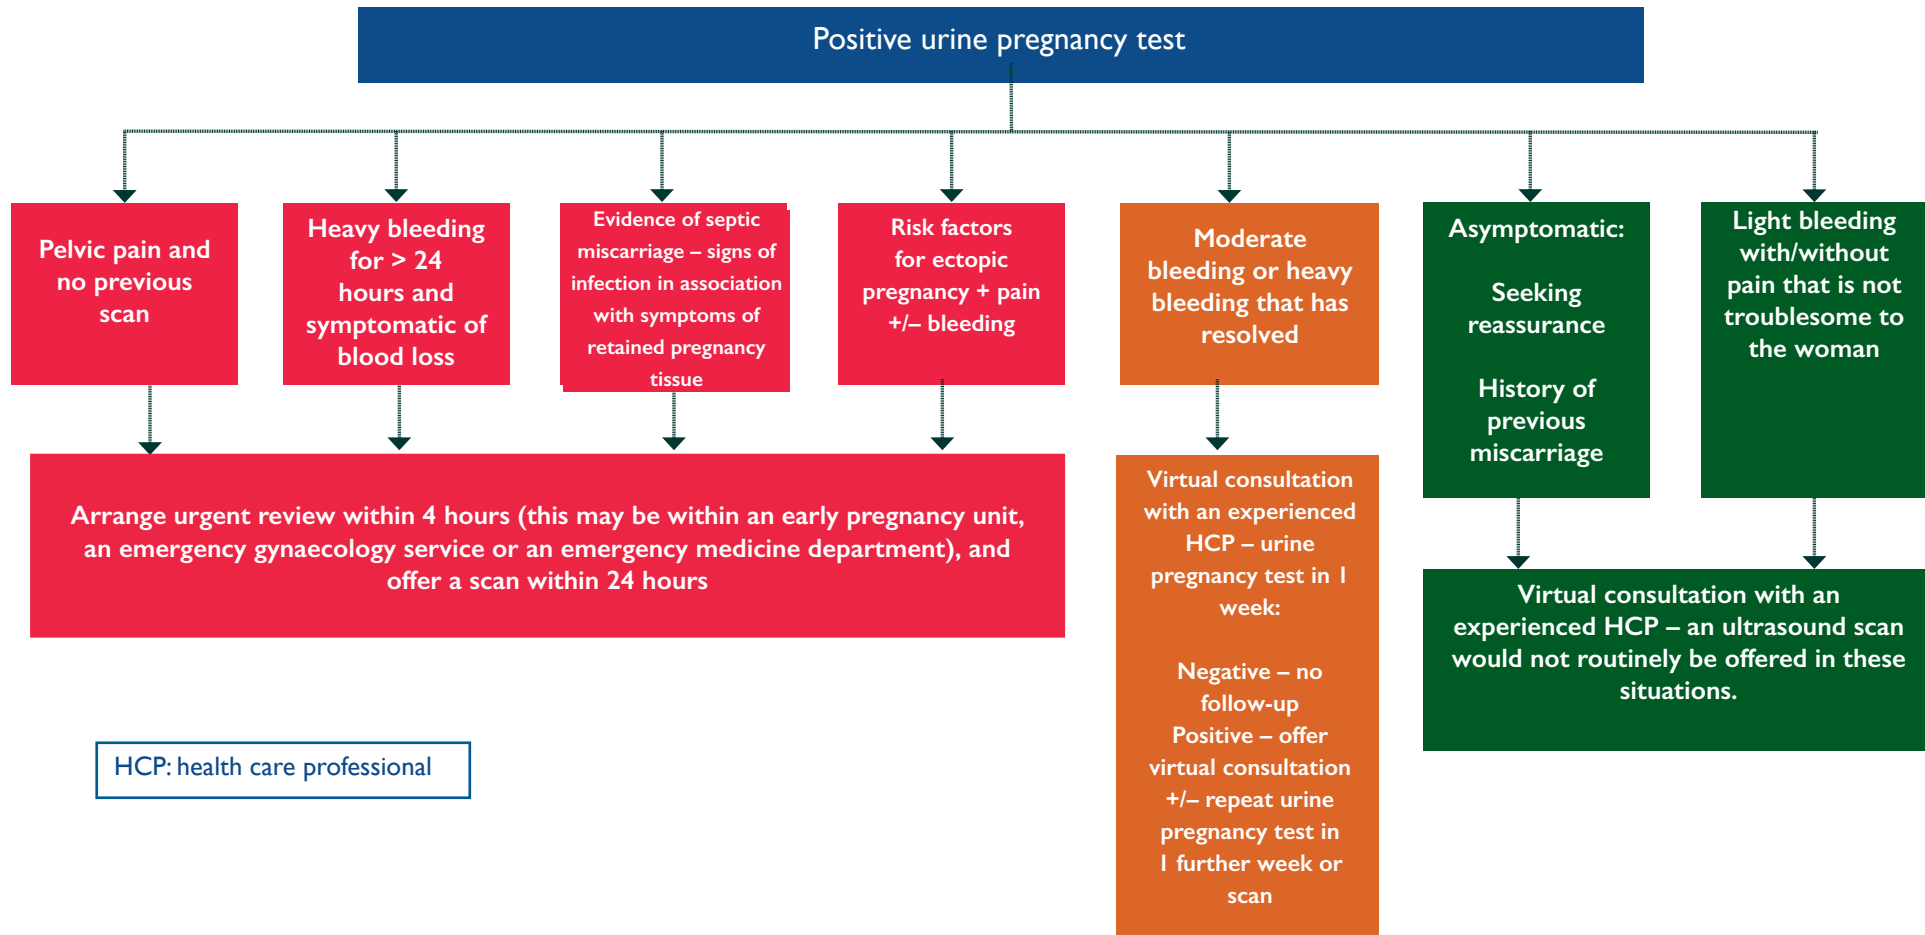 Positive urine pregnancy test
Pelvic pain and
no previous
scan
Heavy bleeding
for > 24
hours and
symptomatic of
blood loss
Evidence of septic
miscarriage – signs of
infection in association
with symptoms of
retained pregnancy
tissue
Risk factors
for ectopic
pregnancy + pain
+/– bleeding
Moderate
bleeding or heavy
bleeding that has
resolved
Asymptomatic:
Seeking
reassurance
History of
previous
miscarriage
Light bleeding
with/without
pain that is not
troublesome to
the woman
Arrange urgent review within 4 hours (this may be within an early pregnancy unit,
an emergency gynaecology service or an emergency medicine department), and
offer a scan within 24 hours
Virtual consultation
with an experienced
HCP – urine
pregnancy test in 1
week:
Negative – no
follow-up
Positive – offer
virtual consultation
+/– repeat urine
pregnancy test in
1 further week or
scan
Virtual consultation with an
experienced HCP – an ultrasound scan
would not routinely be offered in these
situations.
HCP: health care professional